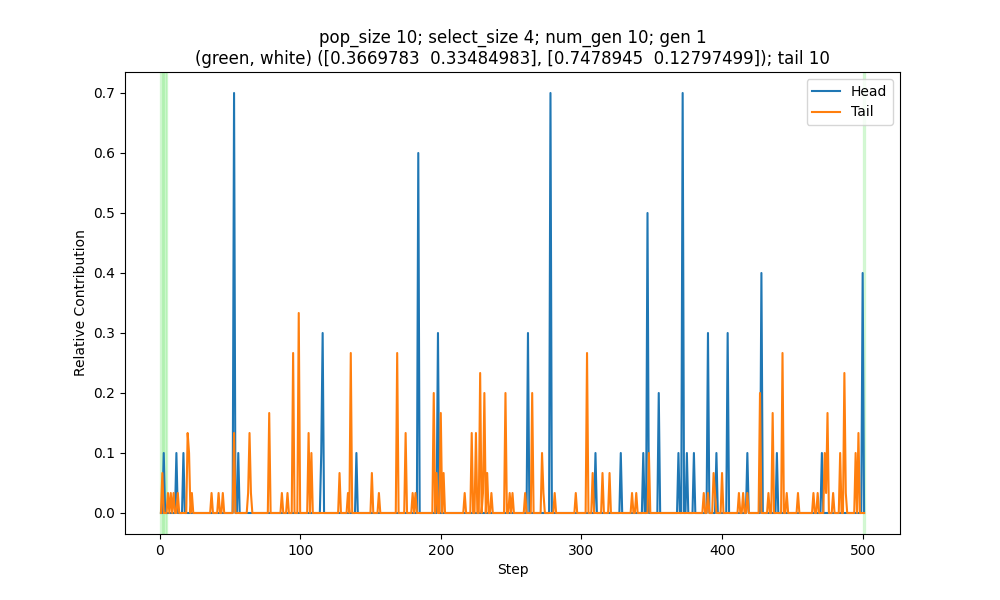 pop_size 10; select_size 4; num_gen 10; gen 1
(green, white) ([0.3669783  0.33484983], [0.7478945  0.12797499]); tail 10
Head
Tail
0.7
0.6
0.5
0.4
0.3
0.2
0.1
0.0
Relative Contribution
0 100 200 300 400 500
Step